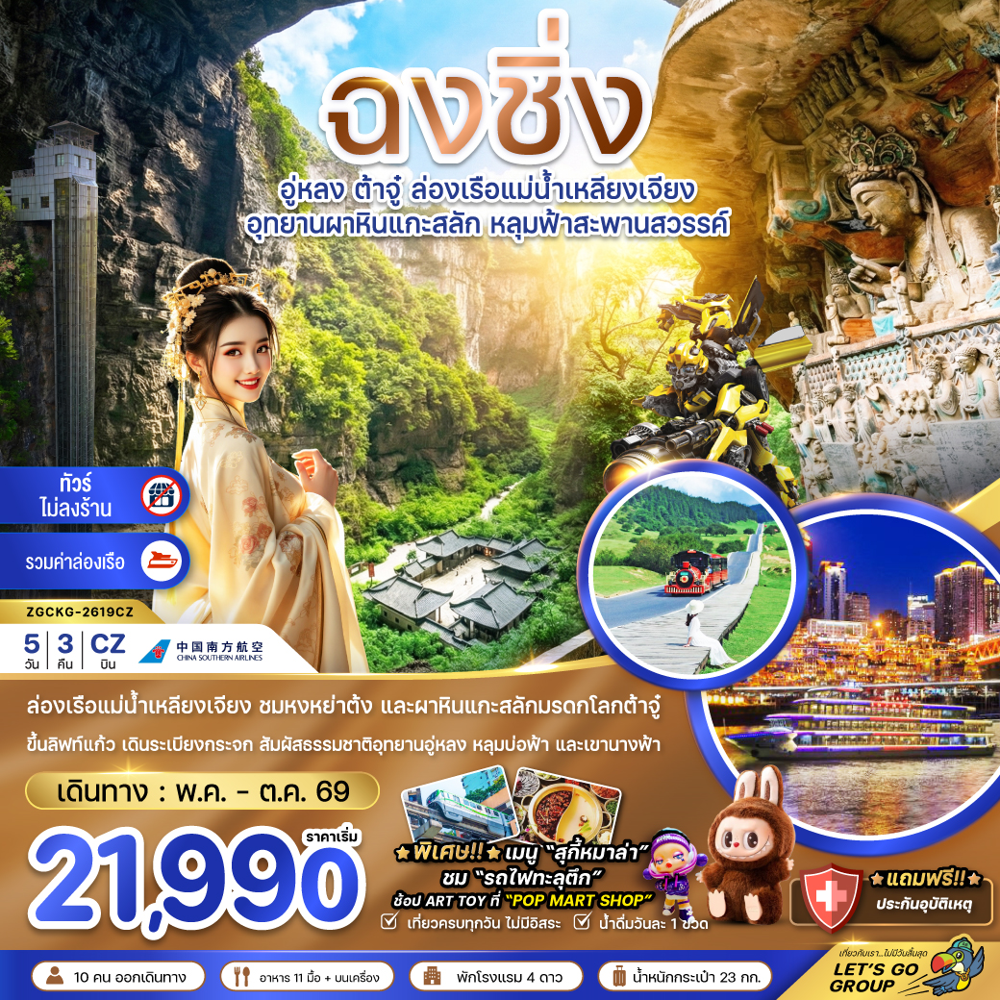 ฉงชิ่ง
อู่หลง ต้าจู๋ ล่องเรือแม่น้ำเหลียงเจียง
อุทยานผาหินแกะสลัก หลุมฟ้าสะพานสวรรค์
ทัวร์
ไม่ลงร้าน
รวมค่าล่องเรือ
ZGCKG-2619CZ
5 วัน 3 คืน CZ บิน
中国南方航空
CHINA SOUTHERN AIRLINES
ล่องเรือแม่น้ำเหลียงเจียง ชมหงหย่าต้ง และผาหินแกะสลักมรดกโลกต้าจู๋
ขึ้นลิฟท์แก้ว เดินระเบียงกระจก สัมผัสธรรมชาติอุทยานอู่หลง หลุมบ่อฟ้า และเขานางฟ้า
เดินทาง : พ.ค. - ต.ค. 69
ราคาเริ่ม
21,990
พิเศษ!! เมนู "สุกี้หมาล่า"
ชม "รถไฟทะลุตึก"
ช้อป ART TOY ที่ "POP MART SHOP"
เที่ยวครบทุกวัน ไม่มีอิสระ น้ำดื่มวันละ 1 ขวด
แถมฟรี!!
ประกันอุบัติเหตุ
10 คน ออกเดินทาง
อาหาร 11 มื้อ + บนเครื่อง
พักโรงแรม 4 ดาว
น้ำหนักกระเป๋า 23 กก.
เที่ยวกับเรา...ไม่มีวันสิ้นสุด
LET'S GO
GROUP